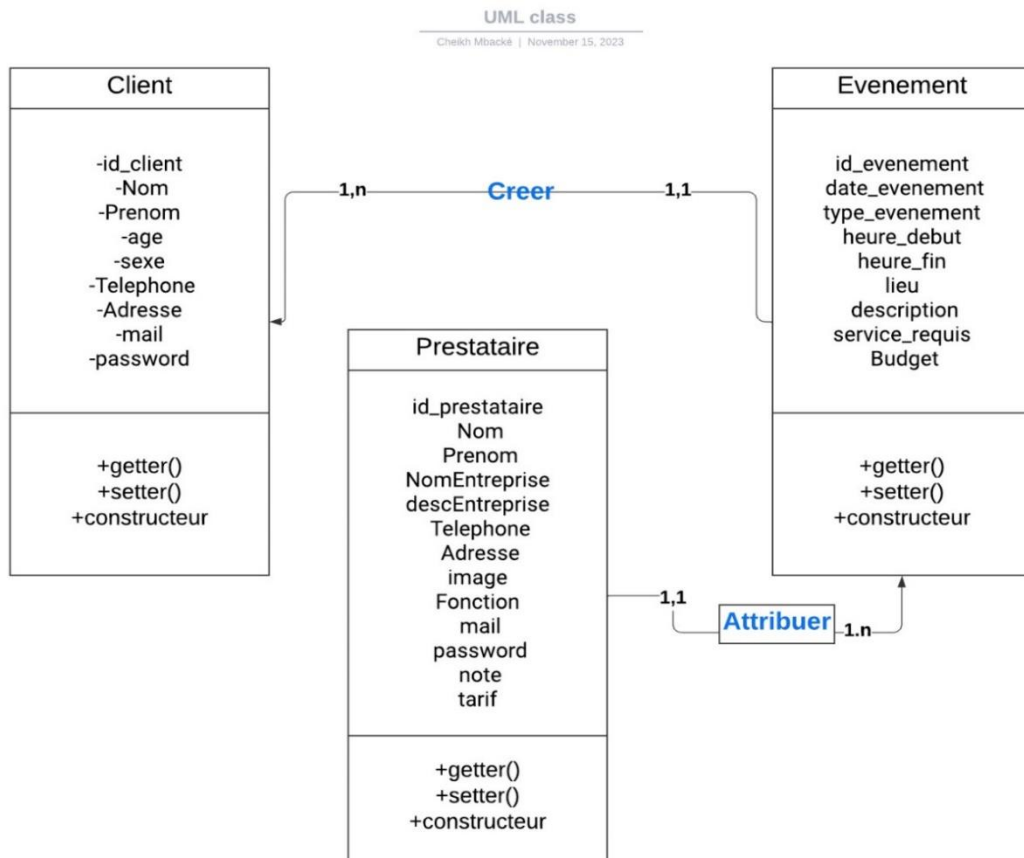 UML class
Cheikh Mbacké | November 15, 2023
Client
-id_client
-Nom
-Prenom
-age
-sexe
-Telephone
-Adresse
-mail
-password
+getter()
+setter()
+constructeur
1,n
Creer
1,1
Evenement
id_evenement
date_evenement
type_evenement
heure_debut
heure_fin
lieu
description
service_requis
Budget
+getter()
+setter()
+constructeur
Prestataire
id_prestataire
Nom
Prenom
NomEntreprise
descEntreprise
Telephone
Adresse
image
Fonction
mail
password
note
tarif
+getter()
+setter()
+constructeur
1,1
Attribuer
1.n